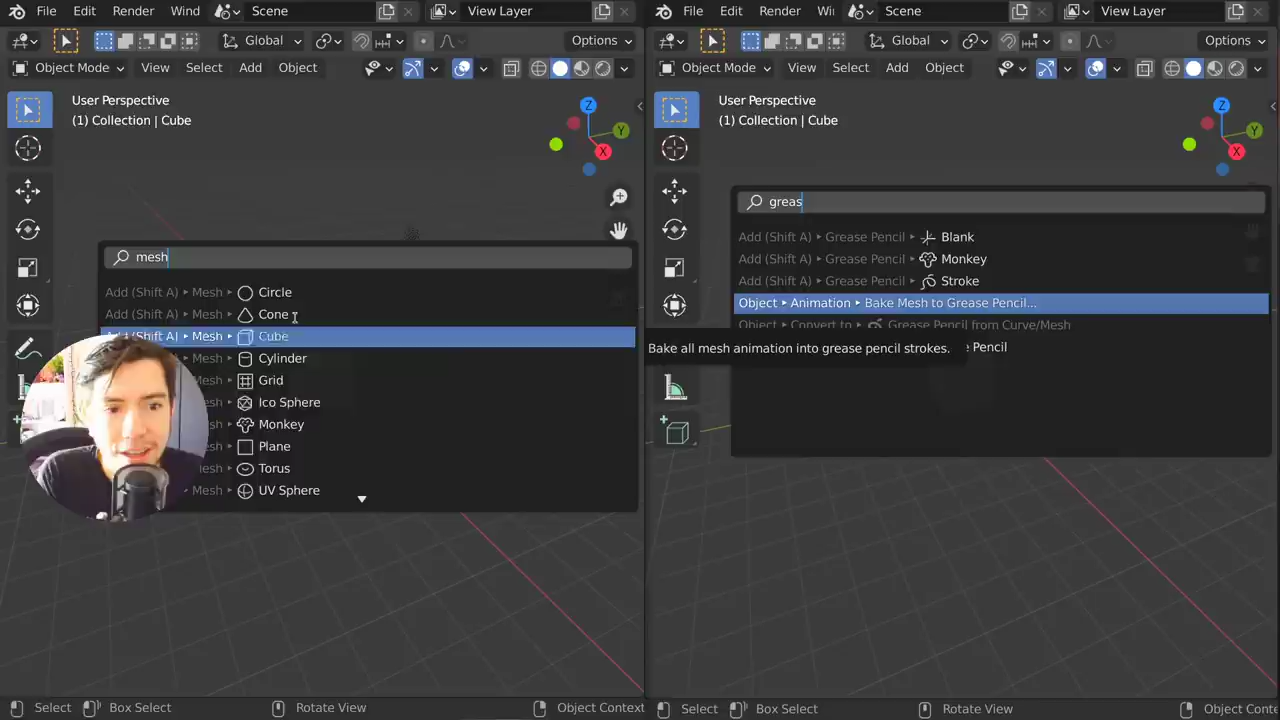 File Edit Render Wind Scene View Layer
Global Options
Object Mode View Select Add Object
User Perspective
(1) Collection | Cube
Z
Y
X
mesh
Add (Shift A) Mesh Circle
Add (Shift A) Mesh Cone
Add (Shift A) Mesh Cube
Mesh Cylinder
Mesh Grid
Mesh Ico Sphere
Mesh Monkey
Mesh Plane
Mesh Torus
Mesh UV Sphere
Select Box Select Rotate View Object Context
File Edit Render Wi Scene View Layer
Global Options
Object Mode View Select Add Object
User Perspective
(1) Collection | Cube
Z
Y
X
greas
Add (Shift A) Grease Pencil Blank
Add (Shift A) Grease Pencil Monkey
Add (Shift A) Grease Pencil Stroke
Object Animation Bake Mesh to Grease Pencil...
Object Convert to Grease Pencil from Curve/Mesh
Bake all mesh animation into grease pencil strokes. e Pencil
Select Box Select Rotate View Object Conte